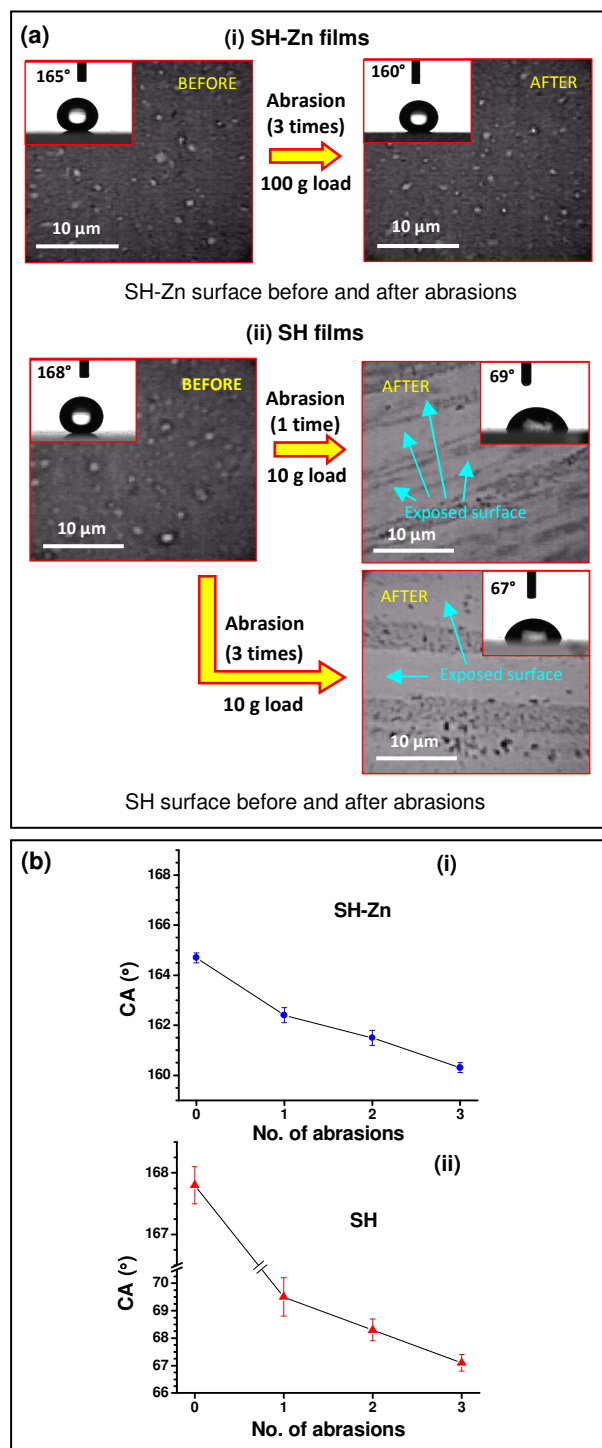 (a)
(i) SH-Zn films
165°
BEFORE
Abrasion
(3 times)
100 g load
160°
AFTER
10 µm
10 µm
SH-Zn surface before and after abrasions
(ii) SH films
168°
BEFORE
Abrasion
(1 time)
10 g load
AFTER
69°
Exposed surface
10 µm
10 µm
Abrasion
(3 times)
10 g load
AFTER
67°
Exposed surface
10 µm
SH surface before and after abrasions
(b)
(i)
SH-Zn
CA (°)
168
166
164
162
160
0 1 2 3
No. of abrasions
(ii)
SH
CA (°)
168
167
70
69
68
67
66
0 1 2 3
No. of abrasions